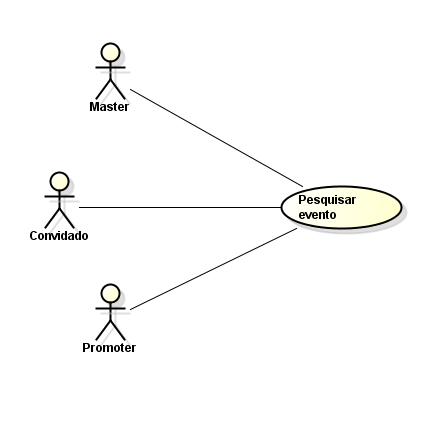 Master
Pesquisar
evento
Convidado
Promoter